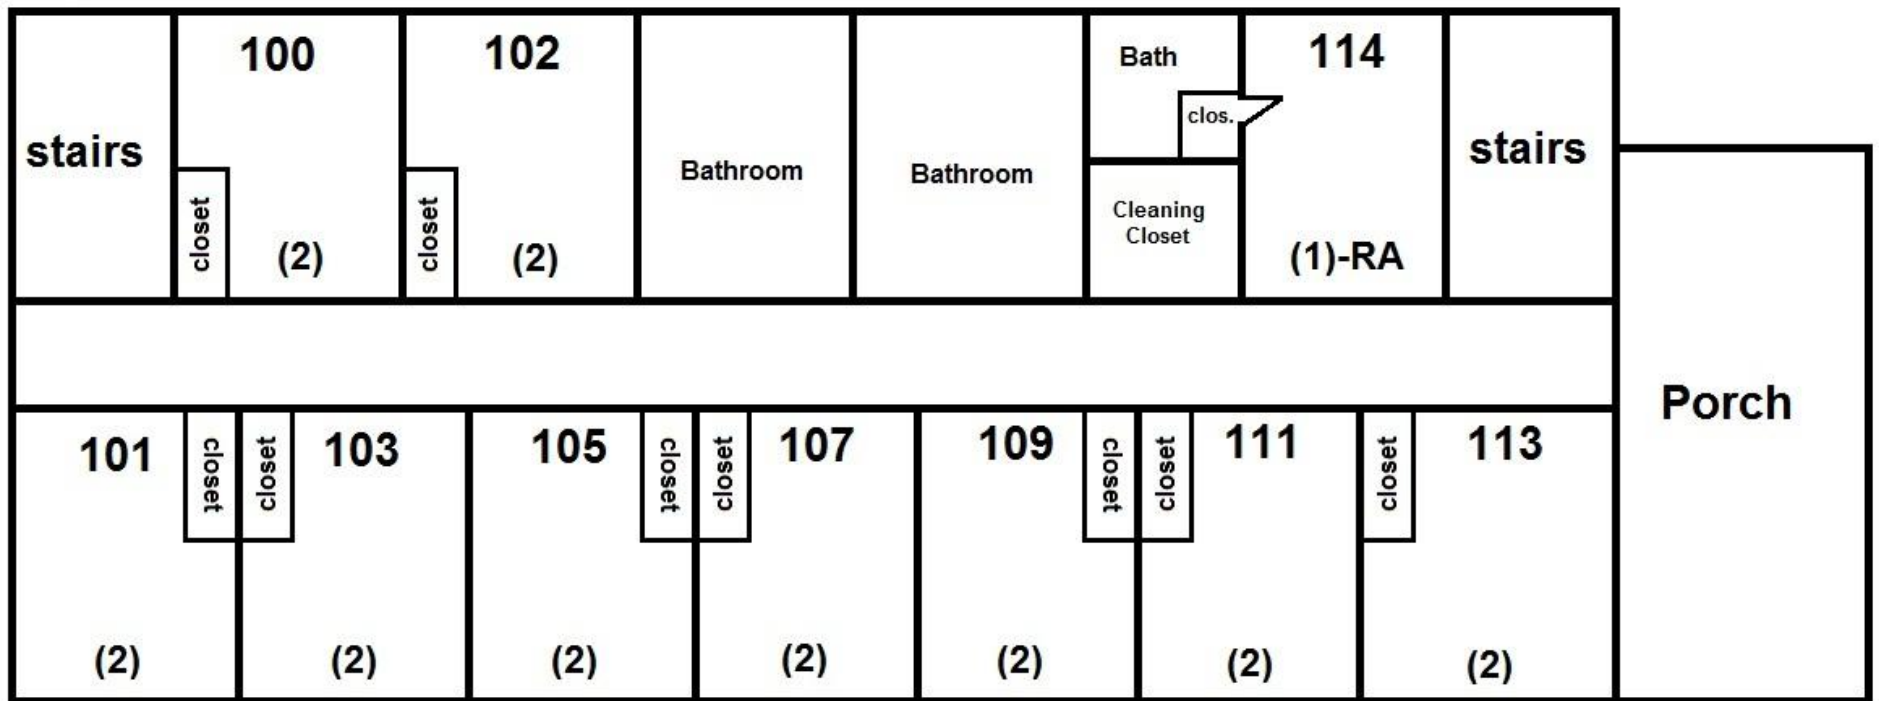 100
102
Bath
114
stairs
clos.
stairs
Bathroom
Bathroom
closet
closet
Cleaning
Closet
(2)
(2)
(1)-RA
Porch
101
closet
closet
103
105
closet
closet
107
109
closet
closet
111
closet
113
(2)
(2)
(2)
(2)
(2)
(2)
(2)